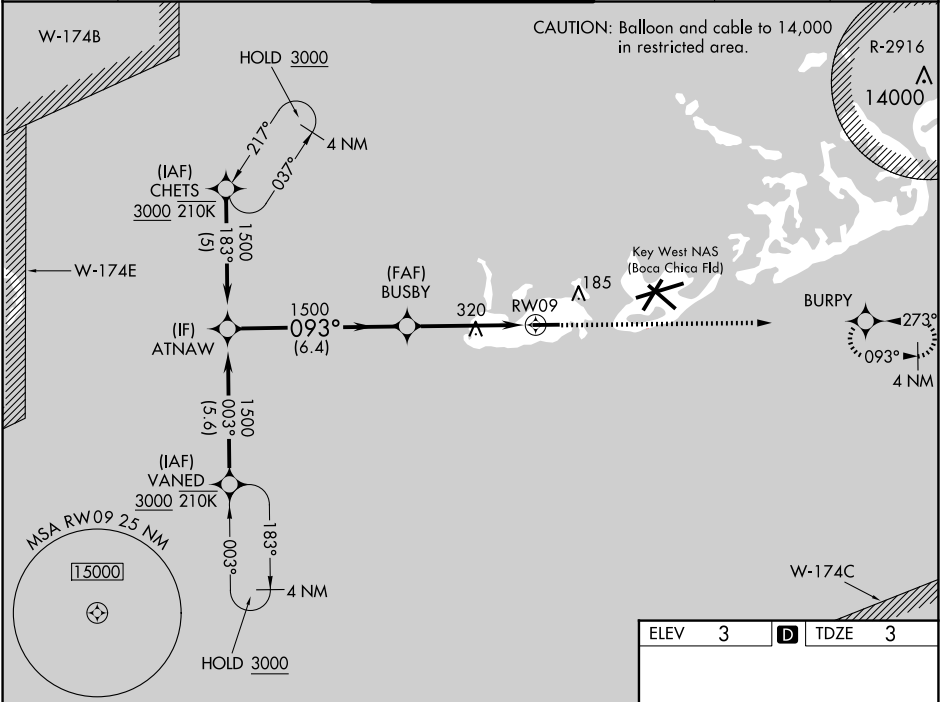 W-174B
CAUTION: Balloon and cable to 14,000
in restricted area.
R-2916
14000
HOLD 3000
217°
037°
4 NM
(IAF)
CHETS
3000 210K
1500
183°
(5)
W-174E
(IF)
ATNAW
1500
093°
(6.4)
(FAF)
BUSBY
320
RW09
185
Key West NAS
(Boca Chica Fld)
BURPY
273°
093°
4 NM
1500
003°
(5.6)
(IAF)
VANED
3000 210K
183°
003°
4 NM
HOLD 3000
MSA RW09 25 NM
15000
W-174C
ELEV 3 D TDZE 3